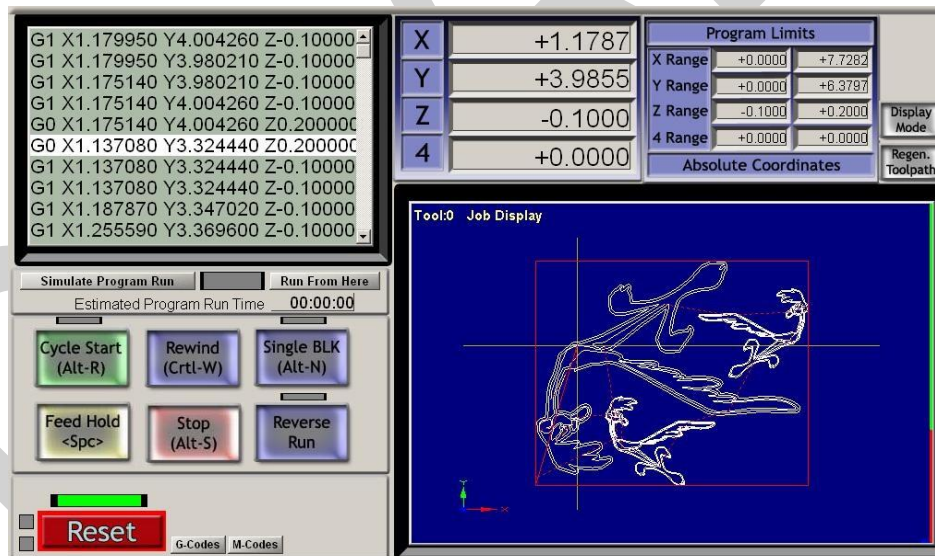 G1 X1.179950 Y4.004260 Z-0.10000
G1 X1.179950 Y3.980210 Z-0.10000
G1 X1.175140 Y3.980210 Z-0.10000
G1 X1.175140 Y4.004260 Z-0.10000
G0 X1.175140 Y4.004260 Z0.200000
G0 X1.137080 Y3.324440 Z0.200000
G1 X1.137080 Y3.324440 Z-0.10000
G1 X1.137080 Y3.324440 Z-0.10000
G1 X1.187870 Y3.347020 Z-0.10000
G1 X1.255590 Y3.369600 Z-0.10000
X +1.1787
Y +3.9855
Z -0.1000
4 +0.0000
Program Limits
X Range +0.0000 +7.7282
Y Range +0.0000 +6.3797
Z Range -0.1000 +0.2000
4 Range +0.0000 +0.0000
Absolute Coordinates
Display
Mode
Regen.
Toolpath
Tool:0 Job Display
Y
X
Simulate Program Run
Run From Here
Estimated Program Run Time 00:00:00
Cycle Start
(Alt-R)
Rewind
(Crtl-W)
Single BLK
(Alt-N)
Feed Hold
<Spc>
Stop
(Alt-S)
Reverse
Run
Reset
G-Codes
M-Codes